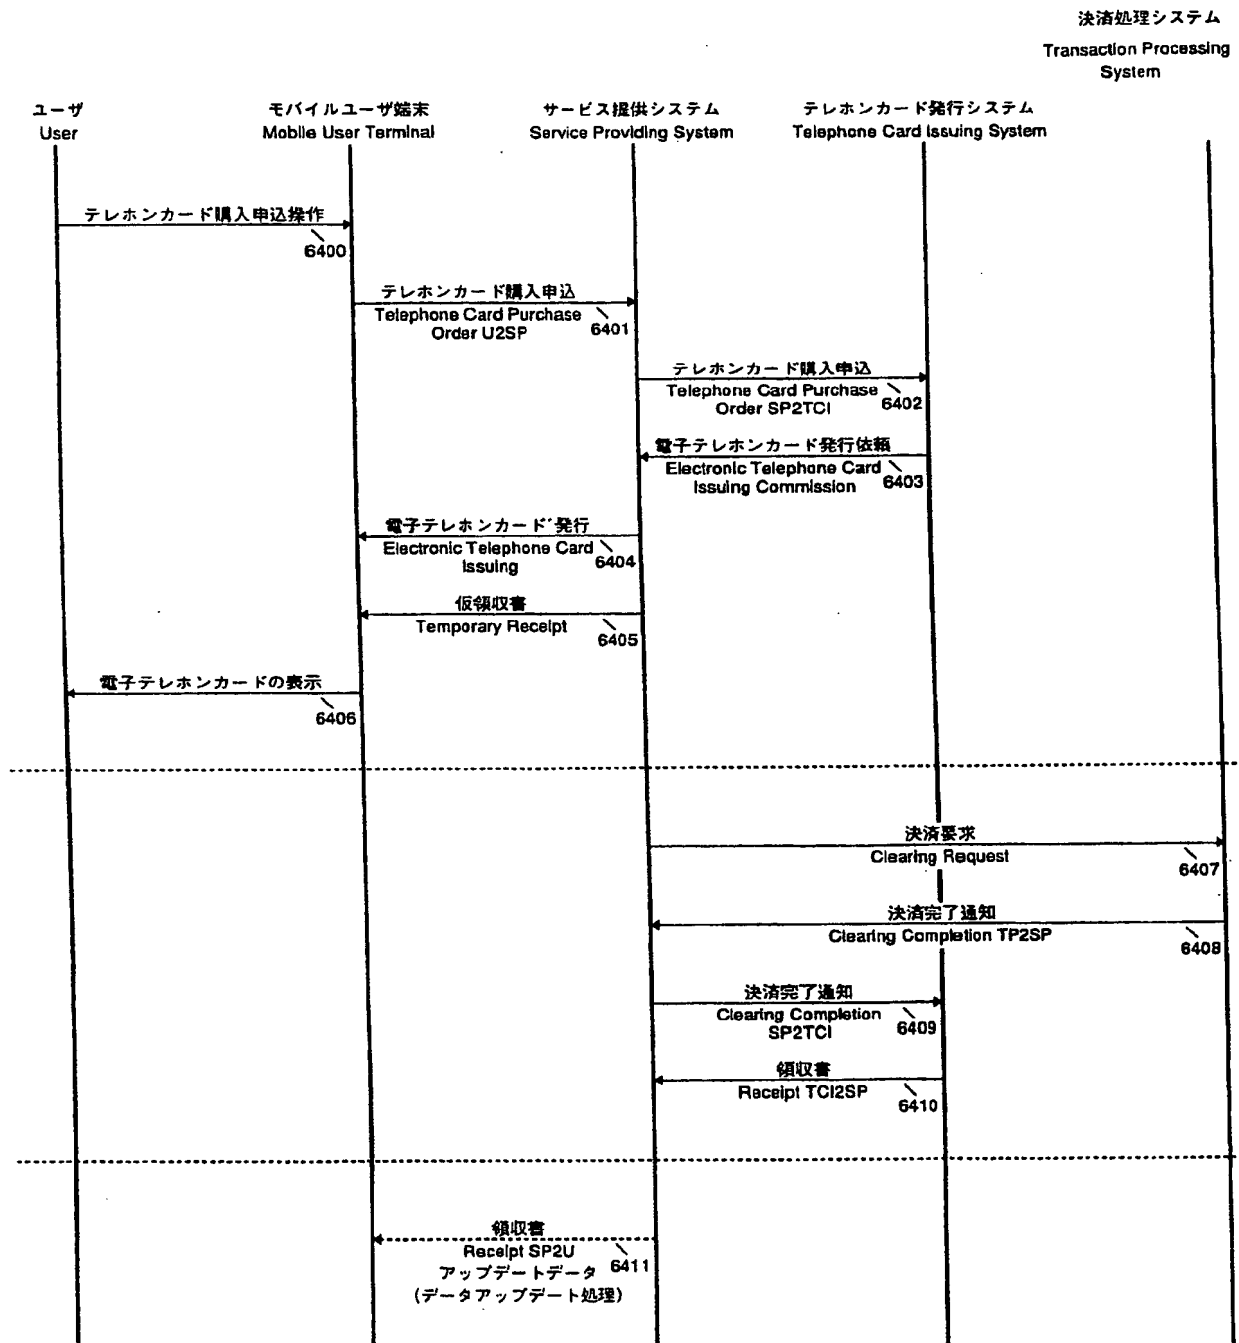 決済処理システム
Transaction Processing
System
ユーザ
User
モバイルユーザ端末
Mobile User Terminal
サービス提供システム
Service Providing System
テレホンカード発行システム
Telephone Card Issuing System
テレホンカード購入申込操作
6400
テレホンカード購入申込
Telephone Card Purchase
Order U2SP
6401
テレホンカード購入申込
Telephone Card Purchase
Order SP2TCI
6402
電子テレホンカード発行依頼
Electronic Telephone Card
Issuing Commission
6403
電子テレホンカード発行
Electronic Telephone Card
Issuing
6404
仮領収書
Temporary Receipt
6405
電子テレホンカードの表示
6406
決済要求
Clearing Request
6407
決済完了通知
Clearing Completion TP2SP
6408
決済完了通知
Clearing Completion
SP2TCI
6409
領収書
Receipt TCI2SP
6410
領収書
Receipt SP2U
6411
アップデートデータ
(データアップデート処理)